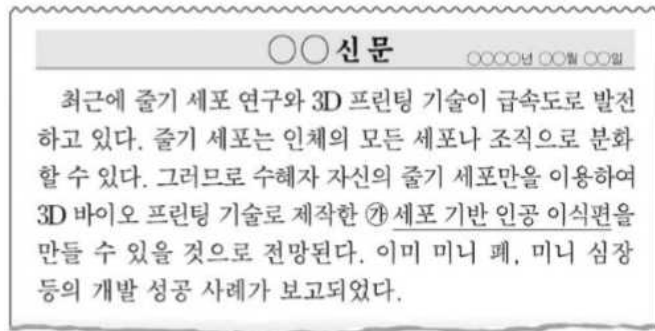 ○○신문 ○○○○년 ○○월 ○○일
최근에 줄기 세포 연구와 3D 프린팅 기술이 급속도로 발전
하고 있다. 줄기 세포는 인체의 모든 세포나 조직으로 분화
할 수 있다. 그러므로 수혜자 자신의 줄기 세포만을 이용하여
3D 바이오 프린팅 기술로 제작한 ㉮ 세포 기반 인공 이식편을
만들 수 있을 것으로 전망된다. 이미 미니 폐, 미니 심장
등의 개발 성공 사례가 보고되었다.